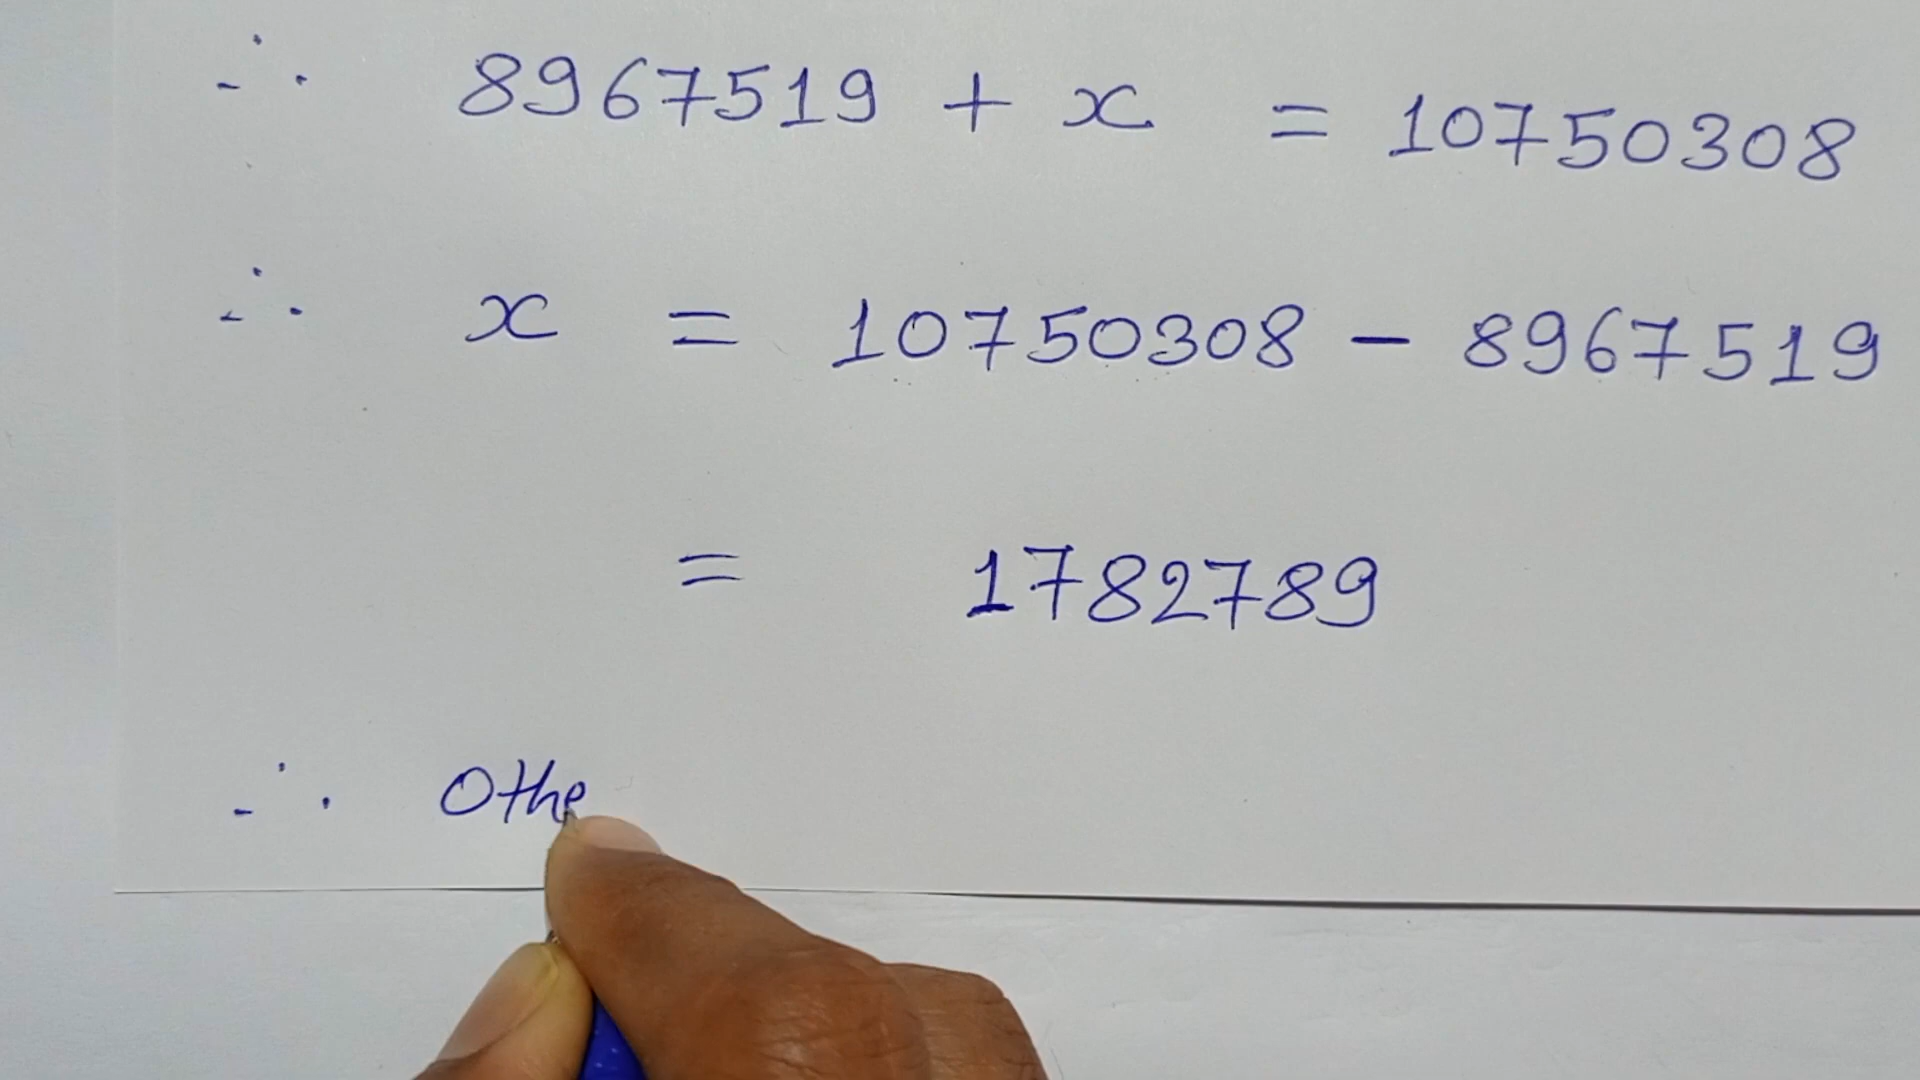 ∴ 8967519 + x = 10750308
∴ x = 10750308 - 8967519
= 1782789
∴ Othe